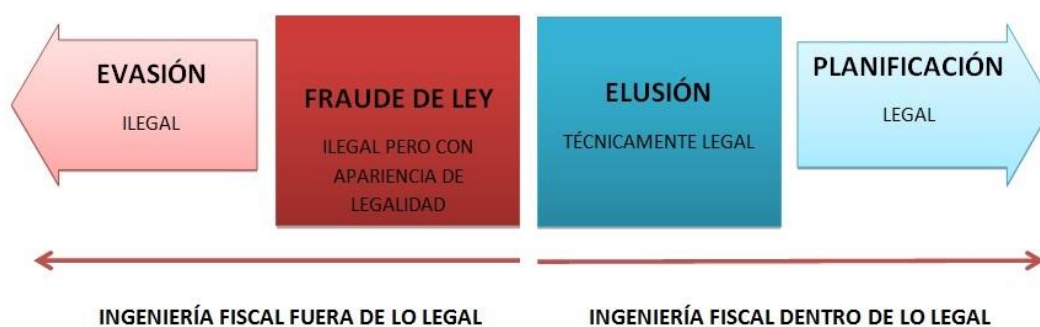 EVASIÓN
ILEGAL
FRAUDE DE LEY
ILEGAL PERO CON
APARIENCIA DE
LEGALIDAD
ELUSIÓN
TÉCNICAMENTE LEGAL
PLANIFICACIÓN
LEGAL
INGENIERÍA FISCAL FUERA DE LO LEGAL
INGENIERÍA FISCAL DENTRO DE LO LEGAL